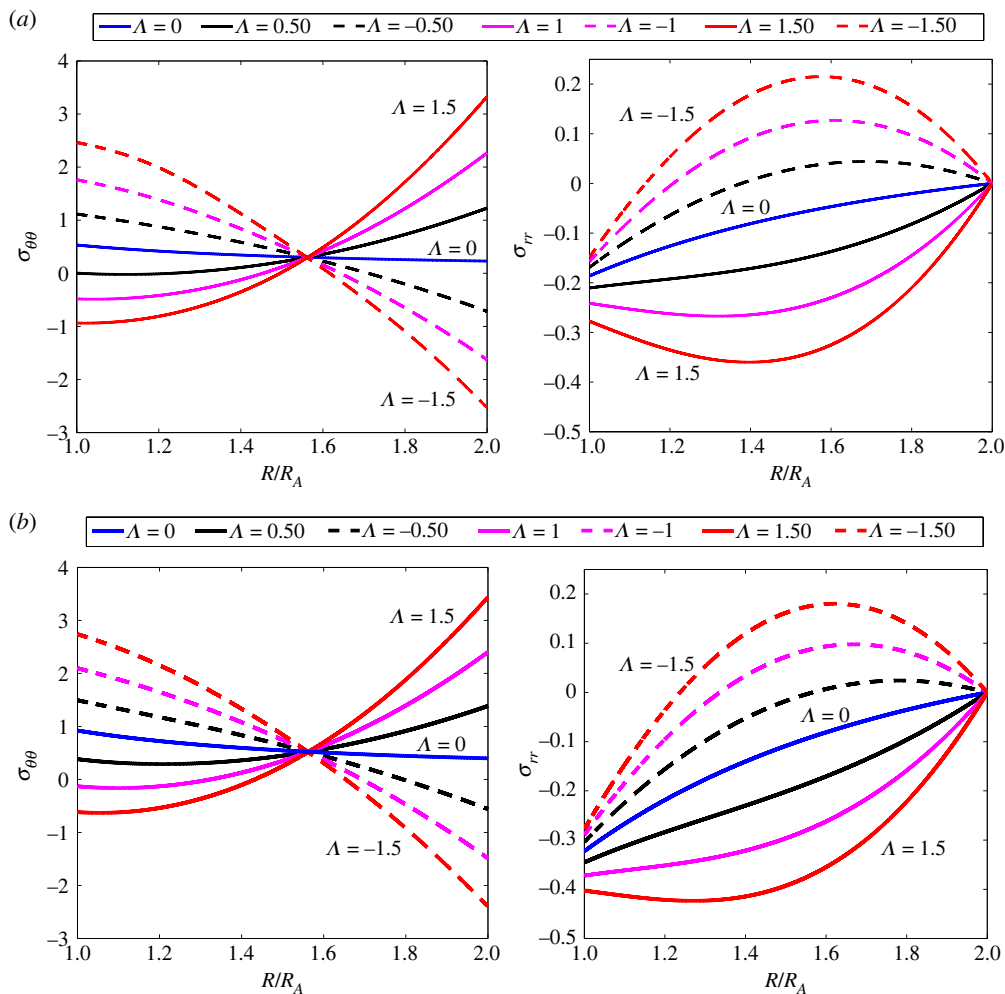 (a)
Λ = 0 Λ = 0.50 Λ = –0.50 Λ = 1 Λ = –1 Λ = 1.50 Λ = –1.50
4
3
2
1
0
–1
–2
–3
σθθ
Λ = 1.5
Λ = 0
Λ = –1.5
1.0 1.2 1.4 1.6 1.8 2.0
R/RA
0.2
0.1
0
–0.1
–0.2
–0.3
–0.4
–0.5
σrr
Λ = –1.5
Λ = 0
Λ = 1.5
1.0 1.2 1.4 1.6 1.8 2.0
R/RA
(b)
Λ = 0 Λ = 0.50 Λ = –0.50 Λ = 1 Λ = –1 Λ = 1.50 Λ = –1.50
4
3
2
1
0
–1
–2
–3
σθθ
Λ = 1.5
Λ = 0
Λ = –1.5
1.0 1.2 1.4 1.6 1.8 2.0
R/RA
0.2
0.1
0
–0.1
–0.2
–0.3
–0.4
–0.5
σrr
Λ = –1.5
Λ = 0
Λ = 1.5
1.0 1.2 1.4 1.6 1.8 2.0
R/RA